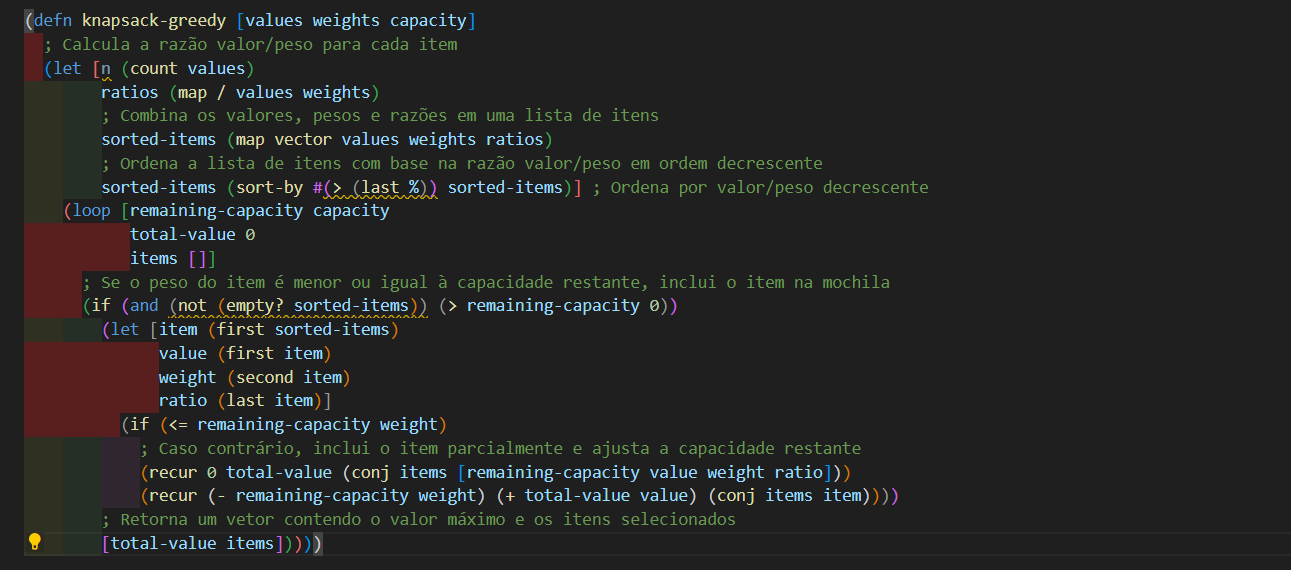 (defn knapsack-greedy [values weights capacity]
; Calcula a razão valor/peso para cada item
(let [n (count values)
ratios (map / values weights)
; Combina os valores, pesos e razões em uma lista de itens
sorted-items (map vector values weights ratios)
; Ordena a lista de itens com base na razão valor/peso em ordem decrescente
sorted-items (sort-by #(> (last %)) sorted-items)] ; Ordena por valor/peso decrescente
(loop [remaining-capacity capacity
total-value 0
items []]
; Se o peso do item é menor ou igual à capacidade restante, inclui o item na mochila
(if (and (not (empty? sorted-items)) (> remaining-capacity 0))
(let [item (first sorted-items)
value (first item)
weight (second item)
ratio (last item)]
(if (<= remaining-capacity weight)
; Caso contrário, inclui o item parcialmente e ajusta a capacidade restante
(recur 0 total-value (conj items [remaining-capacity value weight ratio]))
(recur (- remaining-capacity weight) (+ total-value value) (conj items item))))
; Retorna um vetor contendo o valor máximo e os itens selecionados
[total-value items]))))